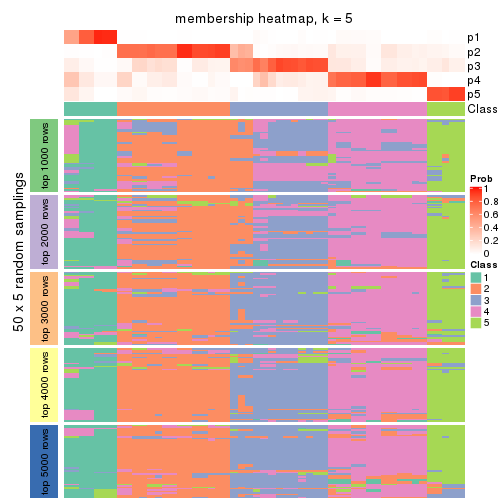 membership heatmap, k = 5
p1
p2
p3
p4
p5
Class
50 x 5 random samplings
top 1000 rows
top 2000 rows
top 3000 rows
top 4000 rows
top 5000 rows
Prob
1
0.8
0.6
0.4
0.2
0
Class
1
2
3
4
5